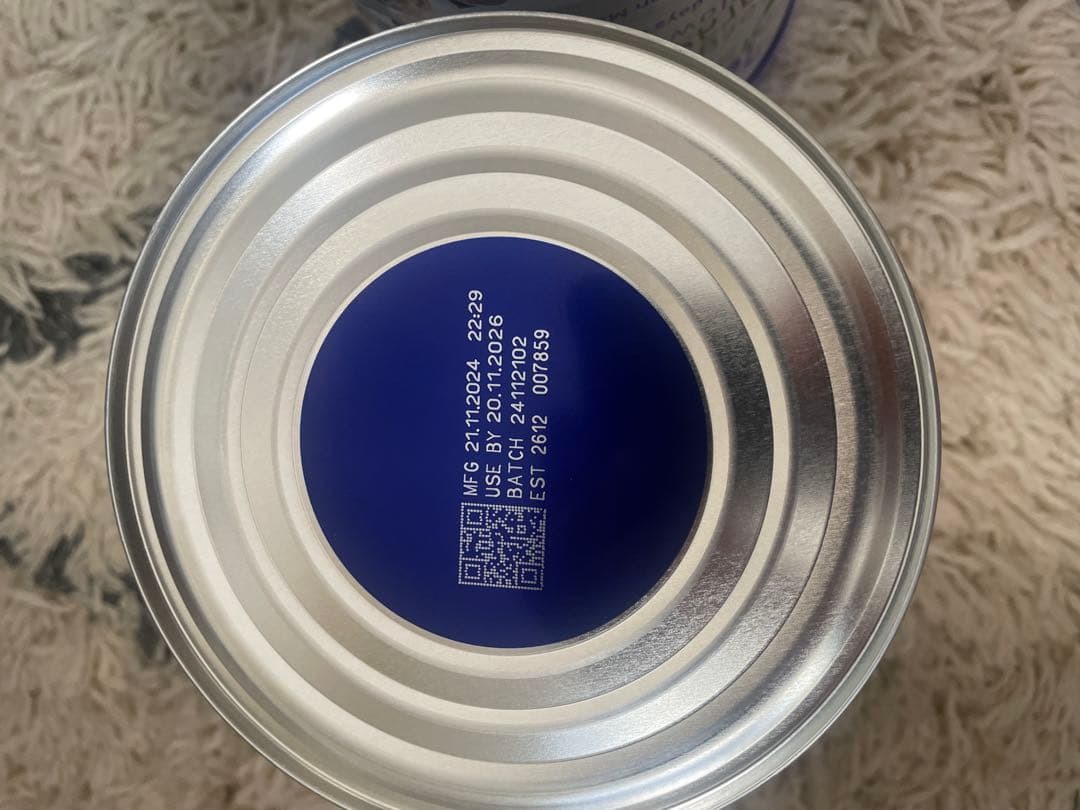 MFG 21.11.2024 22:29
USE BY 20.11.2026
BATCH 24112102
EST 2612 007859